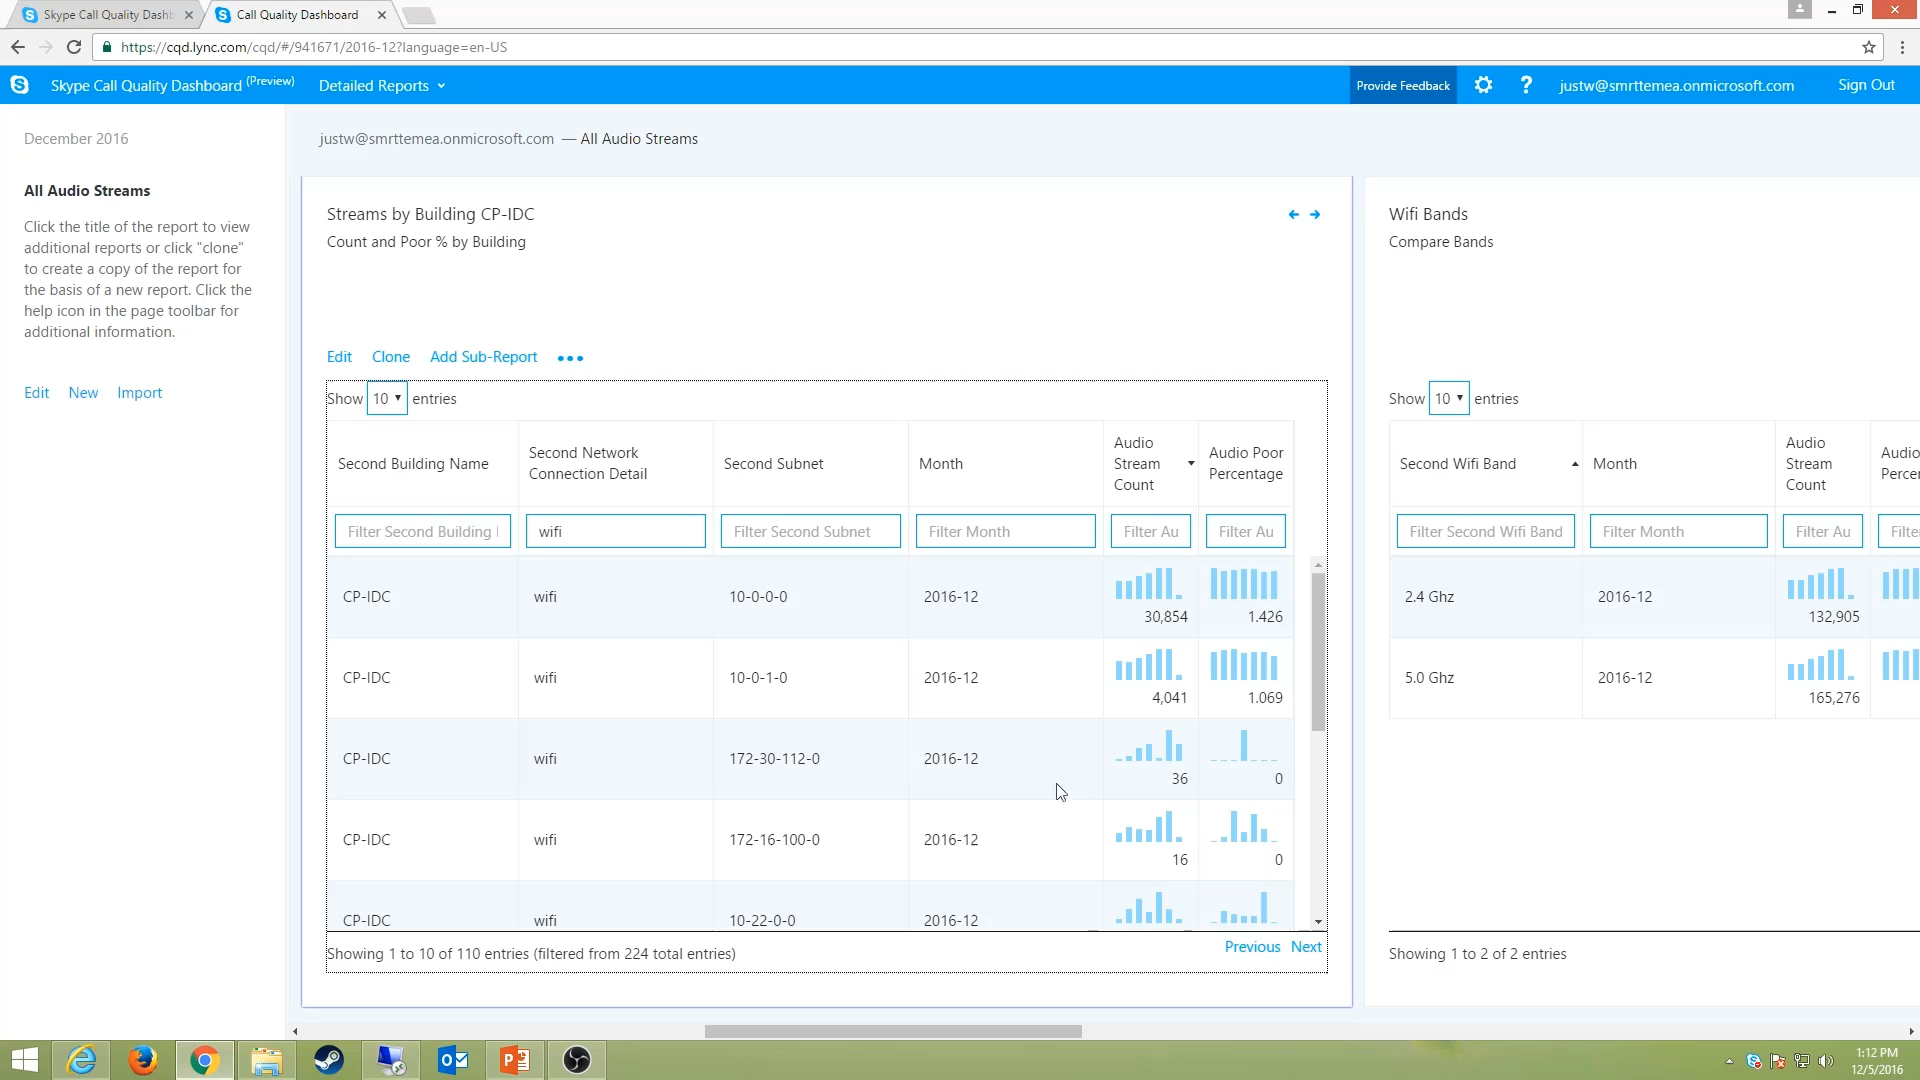 Skype Call Quality Dashb
Call Quality Dashboard
https://cqd.lync.com/cqd/#/941671/2016-12?language=en-US
Skype Call Quality Dashboard (Preview)
Detailed Reports
Provide Feedback
?
justw@smrttemea.onmicrosoft.com
Sign Out
December 2016
All Audio Streams
Click the title of the report to view
additional reports or click "clone"
to create a copy of the report for
the basis of a new report. Click the
help icon in the page toolbar for
additional information.
Edit New Import
justw@smrttemea.onmicrosoft.com — All Audio Streams
Streams by Building CP-IDC
Count and Poor % by Building
Edit Clone Add Sub-Report
Show 10 entries
Second Building Name
Second Network
Connection Detail
Second Subnet
Month
Audio
Stream
Count
Audio Poor
Percentage
Filter Second Building
wifi
Filter Second Subnet
Filter Month
Filter Au
Filter Au
CP-IDC wifi 10-0-0-0 2016-12 30,854 1.426
CP-IDC wifi 10-0-1-0 2016-12 4,041 1.069
CP-IDC wifi 172-30-112-0 2016-12 36 0
CP-IDC wifi 172-16-100-0 2016-12 16 0
CP-IDC wifi 10-22-0-0 2016-12
Showing 1 to 10 of 110 entries (filtered from 224 total entries)
Previous Next
Wifi Bands
Compare Bands
Show 10 entries
Second Wifi Band
Month
Audio
Stream
Count
Audio
Perce
Filter Second Wifi Band
Filter Month
Filter Au
Filte
2.4 Ghz 2016-12 132,905
5.0 Ghz 2016-12 165,276
Showing 1 to 2 of 2 entries
1:12 PM
12/5/2016